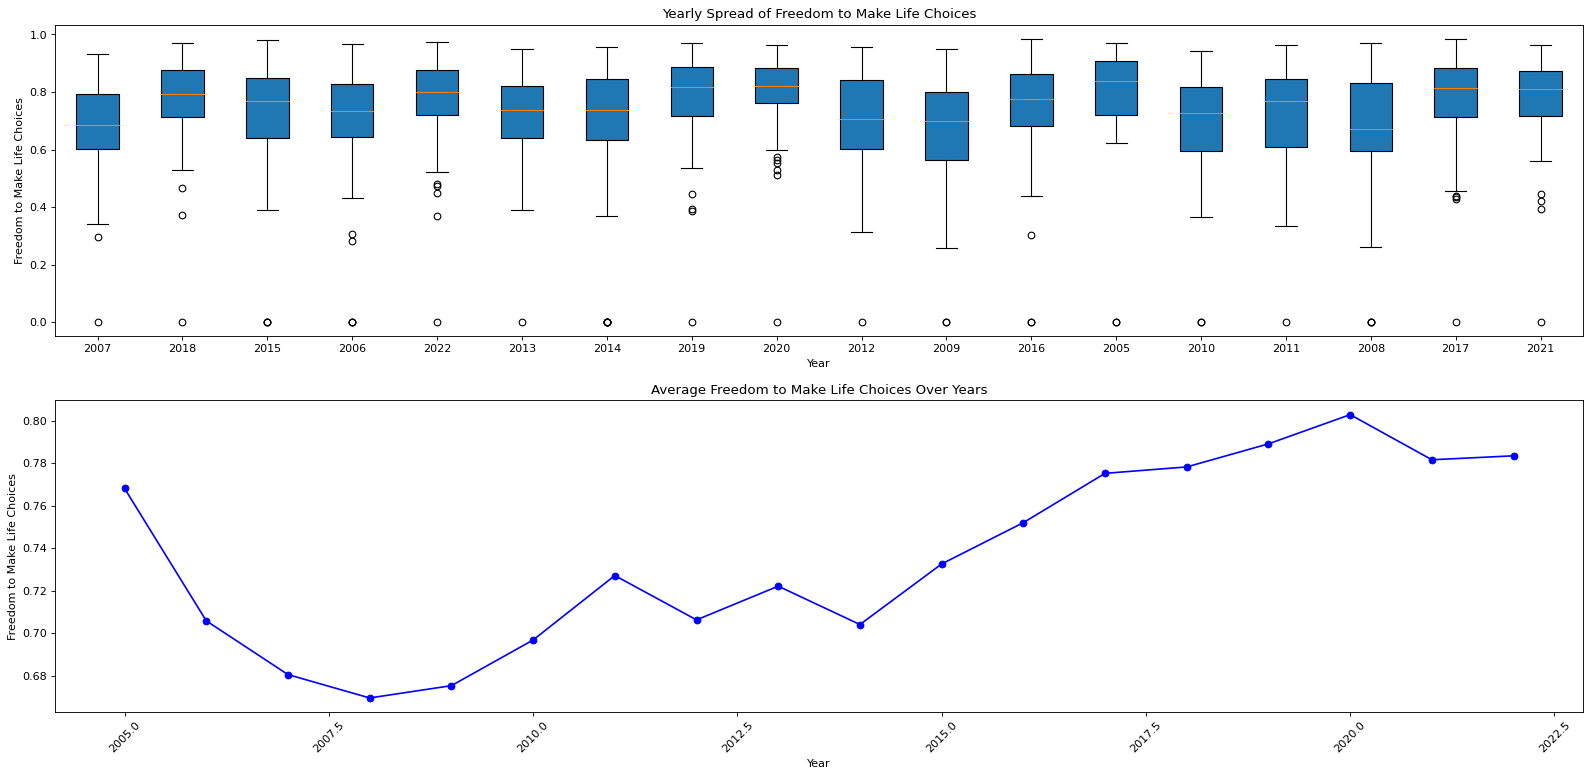 Yearly Spread of Freedom to Make Life Choices
Freedom to Make Life Choices
1.0
0.8
0.6
0.4
0.2
0.0
2007 2018 2015 2006 2022 2013 2014 2019 2020 2012 2009 2016 2005 2010 2011 2008 2017 2021
Year
Average Freedom to Make Life Choices Over Years
Freedom to Make Life Choices
0.80
0.78
0.76
0.74
0.72
0.70
0.68
2005.0 2007.5 2010.0 2012.5 2015.0 2017.5 2020.0 2022.5
Year